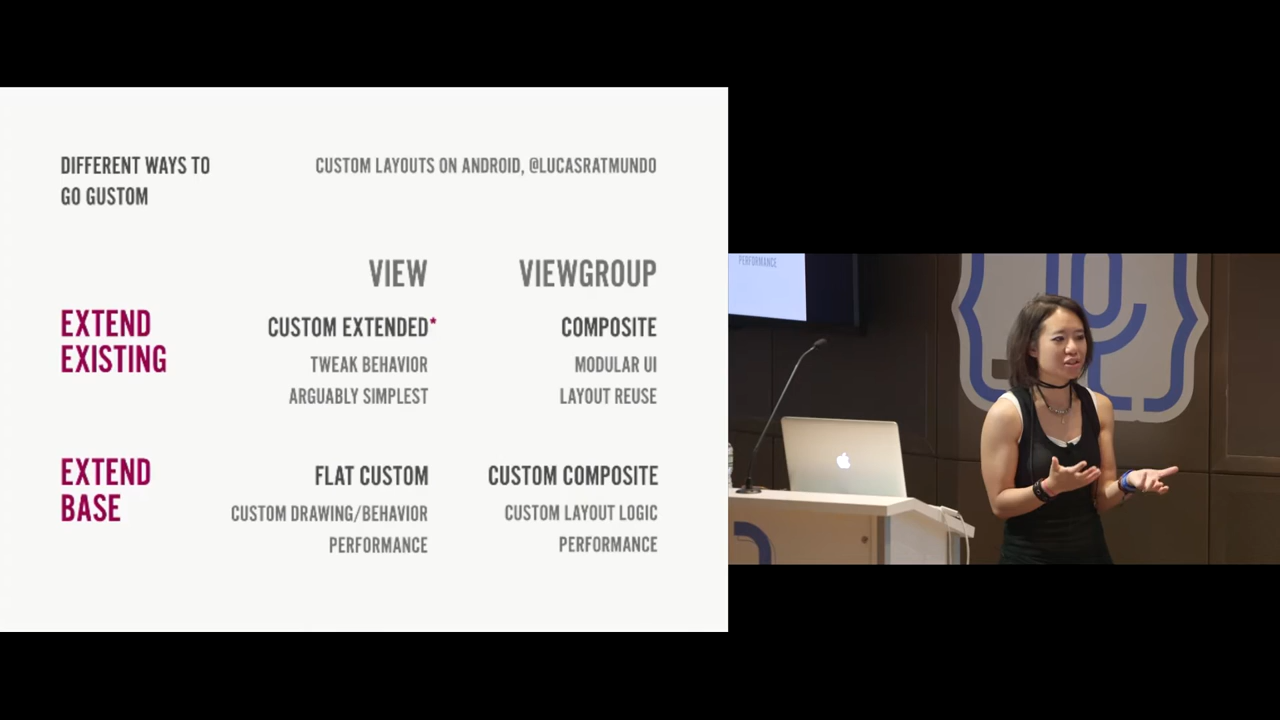 DIFFERENT WAYS TO
GO GUSTOM
CUSTOM LAYOUTS ON ANDROID, @LUCASRATMUNDO
VIEW
VIEWGROUP
EXTEND
EXISTING
CUSTOM EXTENDED*
TWEAK BEHAVIOR
ARGUABLY SIMPLEST
COMPOSITE
MODULAR UI
LAYOUT REUSE
EXTEND
BASE
FLAT CUSTOM
CUSTOM DRAWING/BEHAVIOR
PERFORMANCE
CUSTOM COMPOSITE
CUSTOM LAYOUT LOGIC
PERFORMANCE
PERFORMANCE